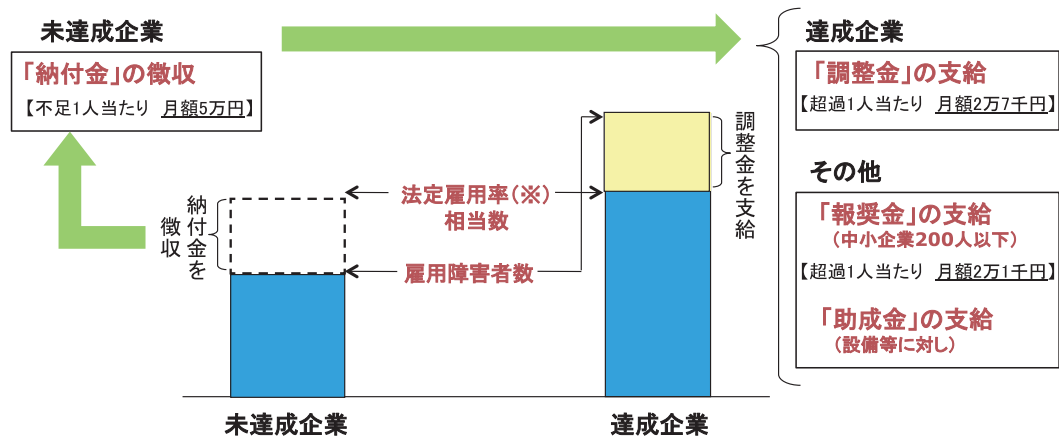 未達成企業
「納付金」の徴収
【不足1人当たり 月額5万円】
達成企業
「調整金」の支給
【超過1人当たり 月額2万7千円】
その他
「報奨金」の支給
(中小企業200人以下)
【超過1人当たり 月額2万1千円】
「助成金」の支給
(設備等に対し)
納付金を
徴収
法定雇用率(※)
相当数
雇用障害者数
調整金を支給
未達成企業
達成企業